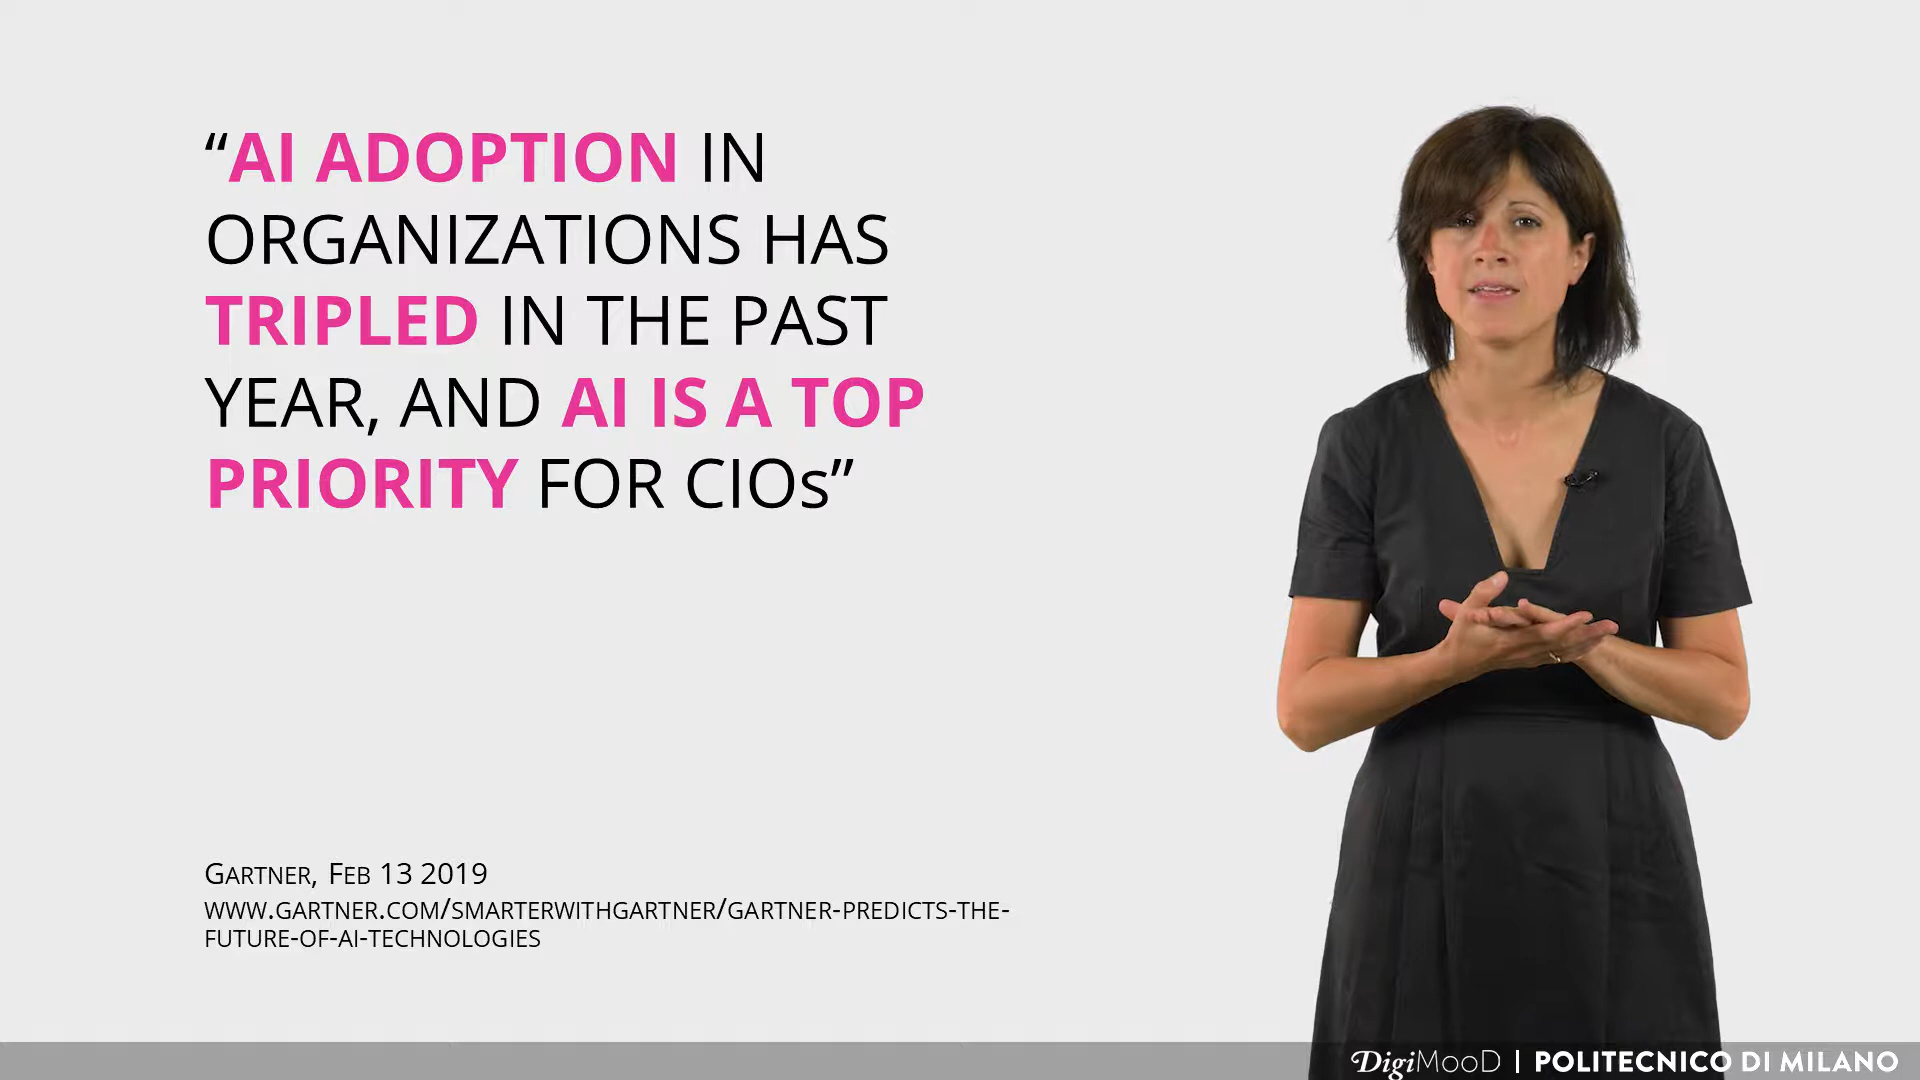 “AI ADOPTION IN
ORGANIZATIONS HAS
TRIPLED IN THE PAST
YEAR, AND AI IS A TOP
PRIORITY FOR CIOs”
GARTNER, FEB 13 2019
WWW.GARTNER.COM/SMARTERWITHGARTNER/GARTNER-PREDICTS-THE-
FUTURE-OF-AI-TECHNOLOGIES
DigiMooD | POLITECNICO DI MILANO